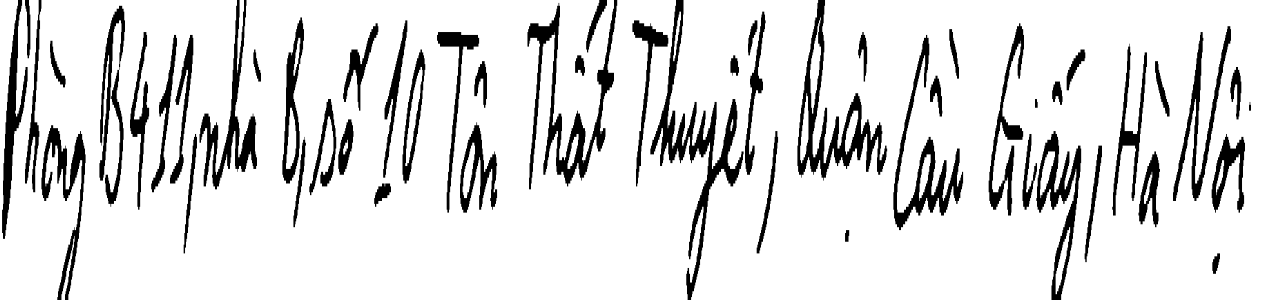 Phòng B411, nhà B, số 10 Tôn Thất Thuyết, Quận Cầu Giấy, Hà Nội